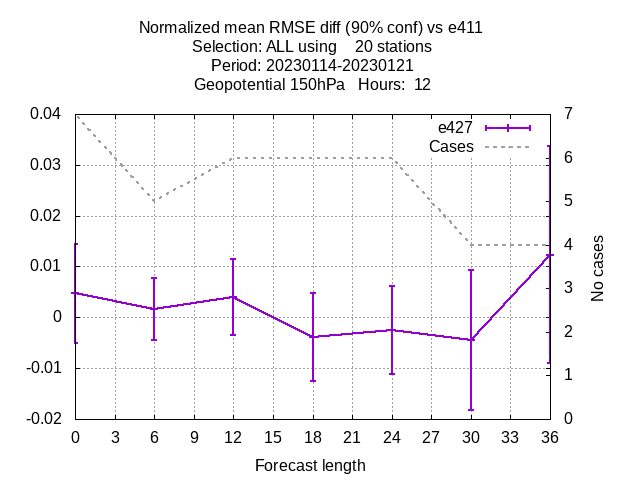 Normalized mean RMSE diff (90% conf) vs e411
Selection: ALL using    20 stations
Period: 20230114-20230121
Geopotential 150hPa   Hours:  12
e427
Cases
0.04
0.03
0.02
0.01
0
-0.01
-0.02
7
6
5
4
3
2
1
0
No cases
0 3 6 9 12 15 18 21 24 27 30 33 36
Forecast length